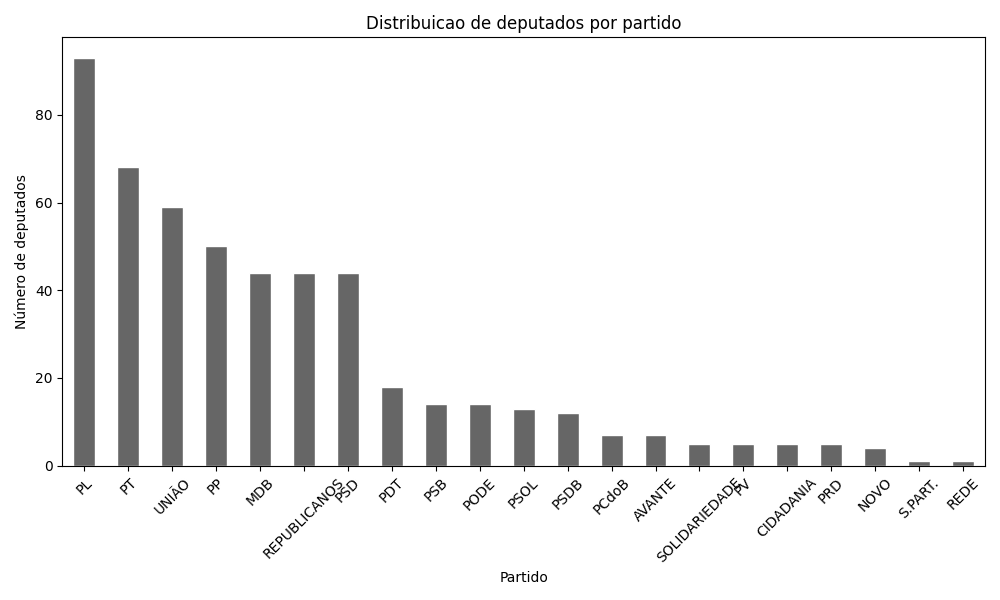 Distribuicao de deputados por partido
Número de deputados
80
60
40
20
0
PL
PT
UNIÃO
PP
MDB
REPUBLICANOS
PSD
PDT
PSB
PODE
PSOL
PSDB
PCdoB
AVANTE
SOLIDARIEDADE
PV
CIDADANIA
PRD
NOVO
S.PART.
REDE
Partido